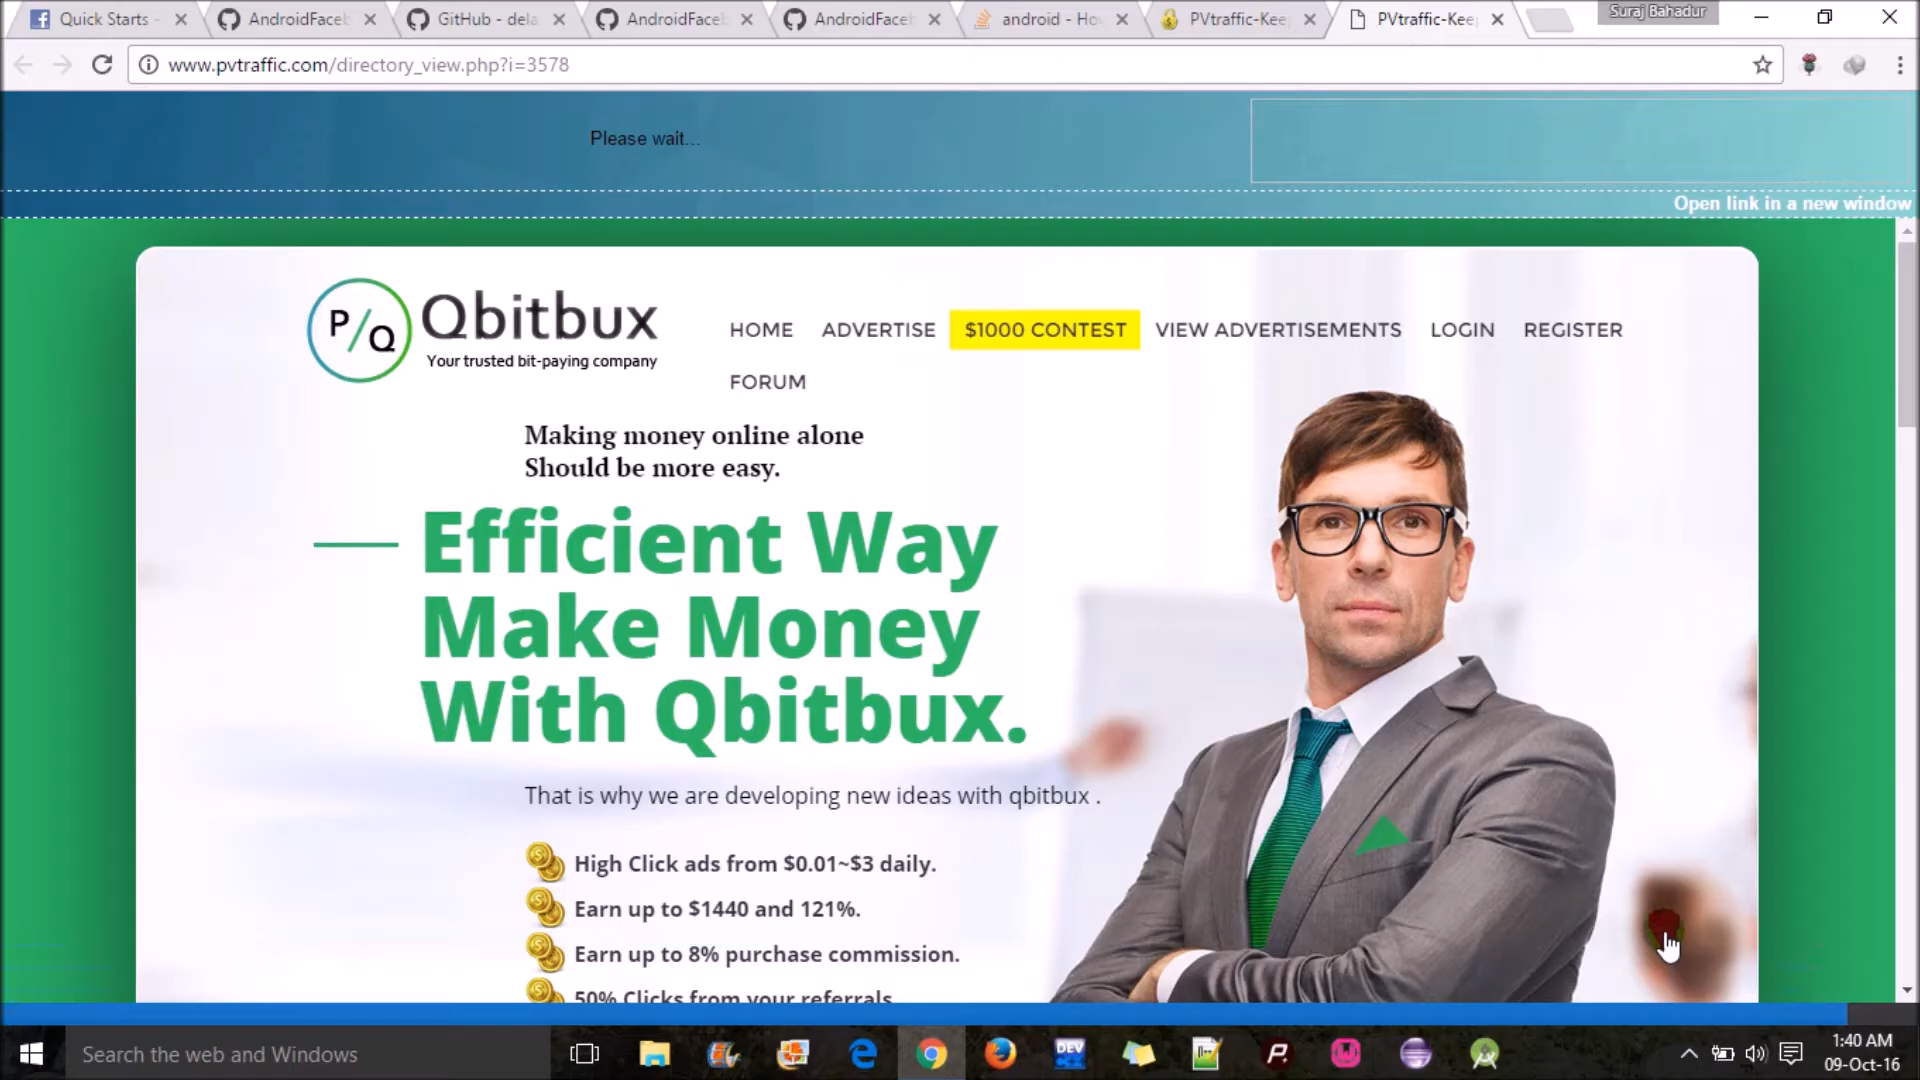 Quick Starts -
AndroidFaceb
GitHub - dela
AndroidFaceb
AndroidFaceb
android - Ho
PVtraffic-Kee
PVtraffic-Kee
Suraj Bahadur
www.pvtraffic.com/directory_view.php?i=3578
Please wait...
Open link in a new window
P/Q
Qbitbux
Your trusted bit-paying company
HOME ADVERTISE $1000 CONTEST VIEW ADVERTISEMENTS LOGIN REGISTER
FORUM
Making money online alone
Should be more easy.
Efficient Way
Make Money
With Qbitbux.
That is why we are developing new ideas with qbitbux .
High Click ads from $0.01~$3 daily.
Earn up to $1440 and 121%.
Earn up to 8% purchase commission.
50% Clicks from your referrals
Search the web and Windows
DEV
1:40 AM
09-Oct-16